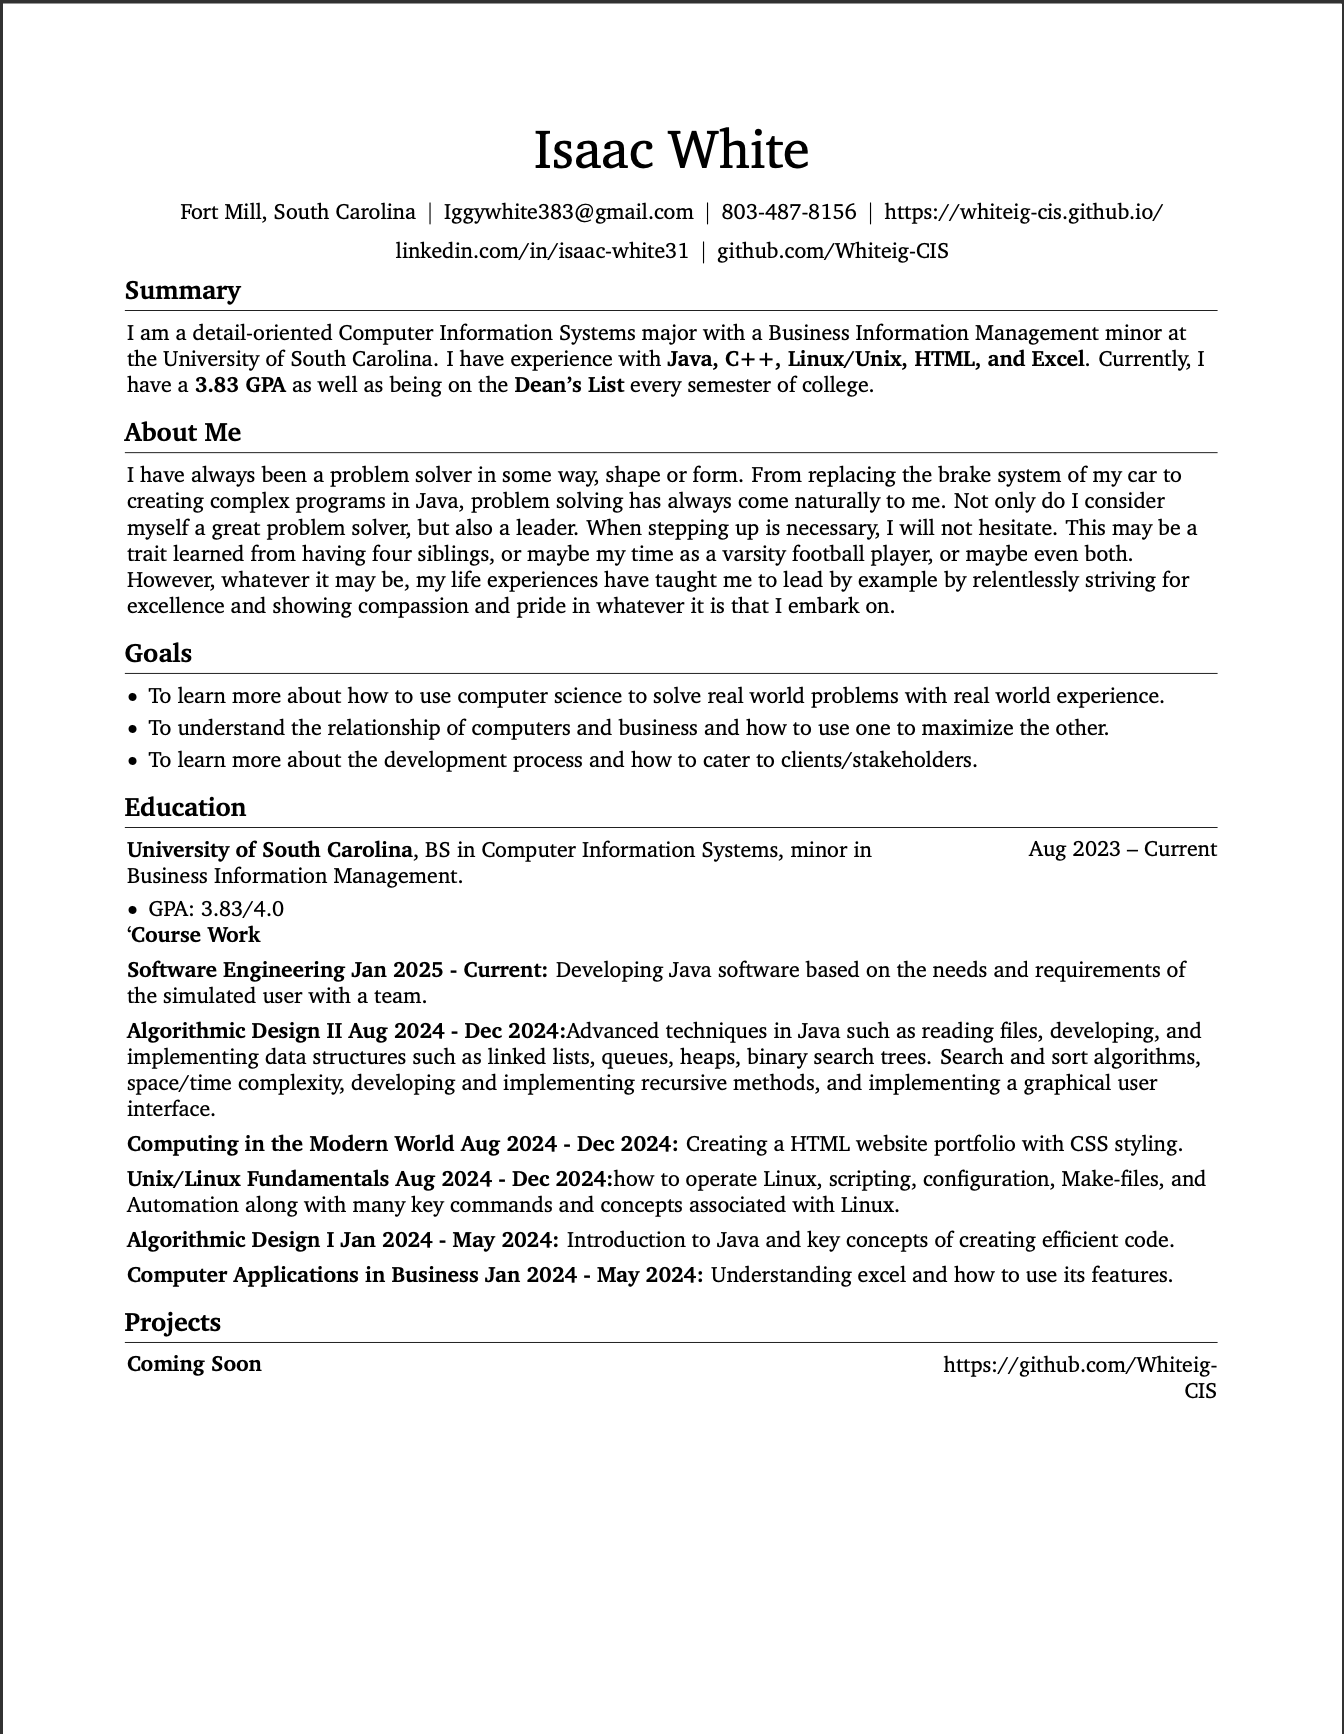 Isaac White
Fort Mill, South Carolina | Iggywhite383@gmail.com | 803-487-8156 | https://whiteig-cis.github.io/
linkedin.com/in/isaac-white31 | github.com/Whiteig-CIS
Summary
I am a detail-oriented Computer Information Systems major with a Business Information Management minor at
the University of South Carolina. I have experience with Java, C++, Linux/Unix, HTML, and Excel. Currently, I
have a 3.83 GPA as well as being on the Dean’s List every semester of college.
About Me
I have always been a problem solver in some way, shape or form. From replacing the brake system of my car to
creating complex programs in Java, problem solving has always come naturally to me. Not only do I consider
myself a great problem solver, but also a leader. When stepping up is necessary, I will not hesitate. This may be a
trait learned from having four siblings, or maybe my time as a varsity football player, or maybe even both.
However, whatever it may be, my life experiences have taught me to lead by example by relentlessly striving for
excellence and showing compassion and pride in whatever it is that I embark on.
Goals
• To learn more about how to use computer science to solve real world problems with real world experience.
• To understand the relationship of computers and business and how to use one to maximize the other.
• To learn more about the development process and how to cater to clients/stakeholders.
Education
University of South Carolina, BS in Computer Information Systems, minor in Aug 2023 – Current
Business Information Management.
• GPA: 3.83/4.0
‘Course Work
Software Engineering Jan 2025 - Current: Developing Java software based on the needs and requirements of
the simulated user with a team.
Algorithmic Design II Aug 2024 - Dec 2024:Advanced techniques in Java such as reading files, developing, and
implementing data structures such as linked lists, queues, heaps, binary search trees. Search and sort algorithms,
space/time complexity, developing and implementing recursive methods, and implementing a graphical user
interface.
Computing in the Modern World Aug 2024 - Dec 2024: Creating a HTML website portfolio with CSS styling.
Unix/Linux Fundamentals Aug 2024 - Dec 2024:how to operate Linux, scripting, configuration, Make-files, and
Automation along with many key commands and concepts associated with Linux.
Algorithmic Design I Jan 2024 - May 2024: Introduction to Java and key concepts of creating efficient code.
Computer Applications in Business Jan 2024 - May 2024: Understanding excel and how to use its features.
Projects
Coming Soon https://github.com/Whiteig-
CIS